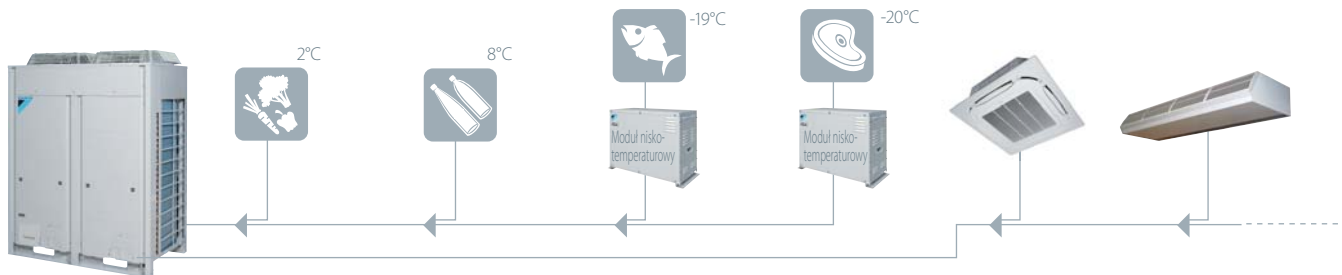 2°C
8°C
-19°C
-20°C
Moduł nisko-
temperaturowy
Moduł nisko-
temperaturowy